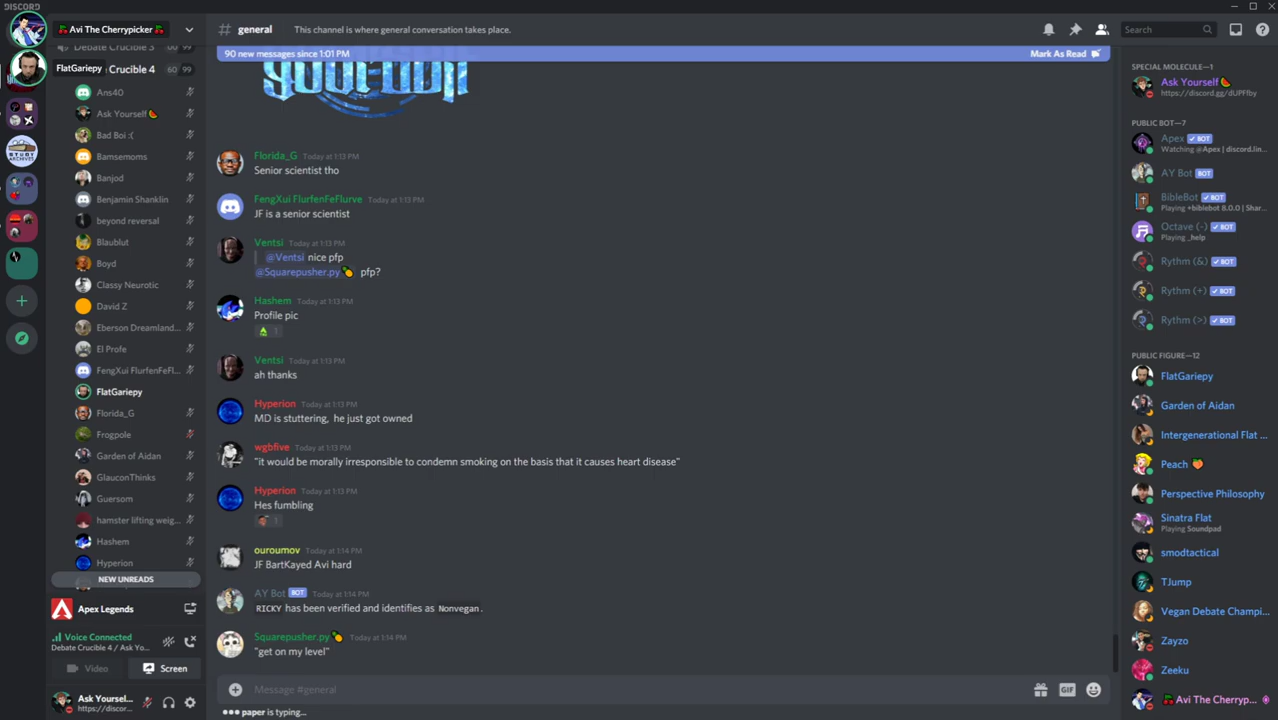 DISCORD
🍒 Avi The Cherrypicker 🍒
Debate Crucible 3 00 99
FlatGariepy
Crucible 4 60 99
Ans40
Ask Yourself🍉
Bad Boi :(
Bamsemoms
Banjod
Benjamin Shanklin
beyond reversal
Blaublut
Boyd
Classy Neurotic
David Z
Eberson Dreamland...
El Profe
FengXui FlurfenFeFl...
FlatGariepy
Florida_G
Frogpole
Garden of Aidan
GlauconThinks
Guersom
hamster lifting weig...
Hashem
Hyperion
NEW UNREADS
Apex Legends
Voice Connected
Debate Crucible 4 / Ask Yo...
Video
Screen
Ask Yoursel...
https://discor...
# general
This channel is where general conversation takes place.
Search
90 new messages since 1:01 PM
Mark As Read
Florida_G Today at 1:13 PM
Senior scientist tho
FengXui FlurfenFeFlurve Today at 1:13 PM
JF is a senior scientist
Ventsi Today at 1:13 PM
@Ventsi nice pfp
@Squarepusher.py🍋 pfp?
Hashem Today at 1:13 PM
Profile pic
1
Ventsi Today at 1:13 PM
ah thanks
Hyperion Today at 1:13 PM
MD is stuttering, he just got owned
wgbfive Today at 1:13 PM
"it would be morally irresponsible to condemn smoking on the basis that it causes heart disease"
Hyperion Today at 1:13 PM
Hes fumbling
1
ouroumov Today at 1:14 PM
JF BartKayed Avi hard
AY Bot BOT Today at 1:14 PM
RICKY has been verified and identifies as Nonvegan.
Squarepusher.py🍋 Today at 1:14 PM
"get on my level"
Message #general
GIF
paper is typing...
SPECIAL MOLECULE—1
Ask Yourself🍉
https://discord.gg/dUPFfby
PUBLIC BOT—7
Apex ✔ BOT
Watching @Apex | discord.lin...
AY Bot BOT
BibleBot ✔ BOT
Playing +biblebot 8.0.0 | Shar...
Octave (-) ✔ BOT
Playing _help
Rythm (&) ✔ BOT
Rythm (+) ✔ BOT
Rythm (>) ✔ BOT
PUBLIC FIGURE—12
FlatGariepy
Garden of Aidan
Intergenerational Flat ...
Peach 🍑
Perspective Philosophy
Sinatra Flat
Playing Soundpad
smodtactical
TJump
Vegan Debate Champi...
Zayzo
Zeeku
🍒 Avi The Cherryp...